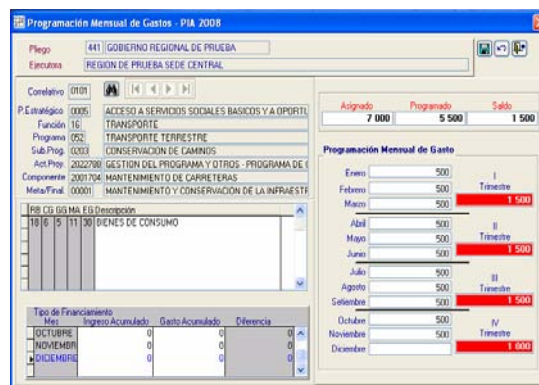 Programación Mensual de Gastos - PIA 2008
Pliego 441 GOBIERNO REGIONAL DE PRUEBA
Ejecutora REGION DE PRUEBA SEDE CENTRAL
Correlativo 0101
P.Estratégico 0005 ACCESO A SERVICIOS SOCIALES BASICOS Y A OPORTU
Función 16 TRANSPORTE
Programa 052 TRANSPORTE TERRESTRE
Sub.Prog. 0203 CONSERVACION DE CAMINOS
Act.Proy. 2022788 GESTION DEL PROGRAMA Y OTROS - PROGRAMA DE
Componente 2001704 MANTENIMIENTO DE CARRETERAS
Meta/Final. 00001 MANTENIMIENTO Y CONSERVACION DE LA INFRAEST
RB CG GG MA EG Descripción
18 6 5 11 30 BIENES DE CONSUMO
Tipo de Financiamiento
Mes Ingreso Acumulado Gasto Acumulado Diferencia
OCTUBRE 0 0 0
NOVIEMBR 0 0 0
DICIEMBRE 0 0 0
Asignado Programado Saldo
7 000 5 500 1 500
Programación Mensual de Gasto
Enero 500
Febrero 500
Marzo 500
I
Trimestre
1 500
Abril 500
Mayo 500
Junio 500
II
Trimestre
1 500
Julio 500
Agosto 500
Setiembre 500
III
Trimestre
1 500
Octubre 500
Noviembre 500
Diciembre
IV
Trimestre
1 000